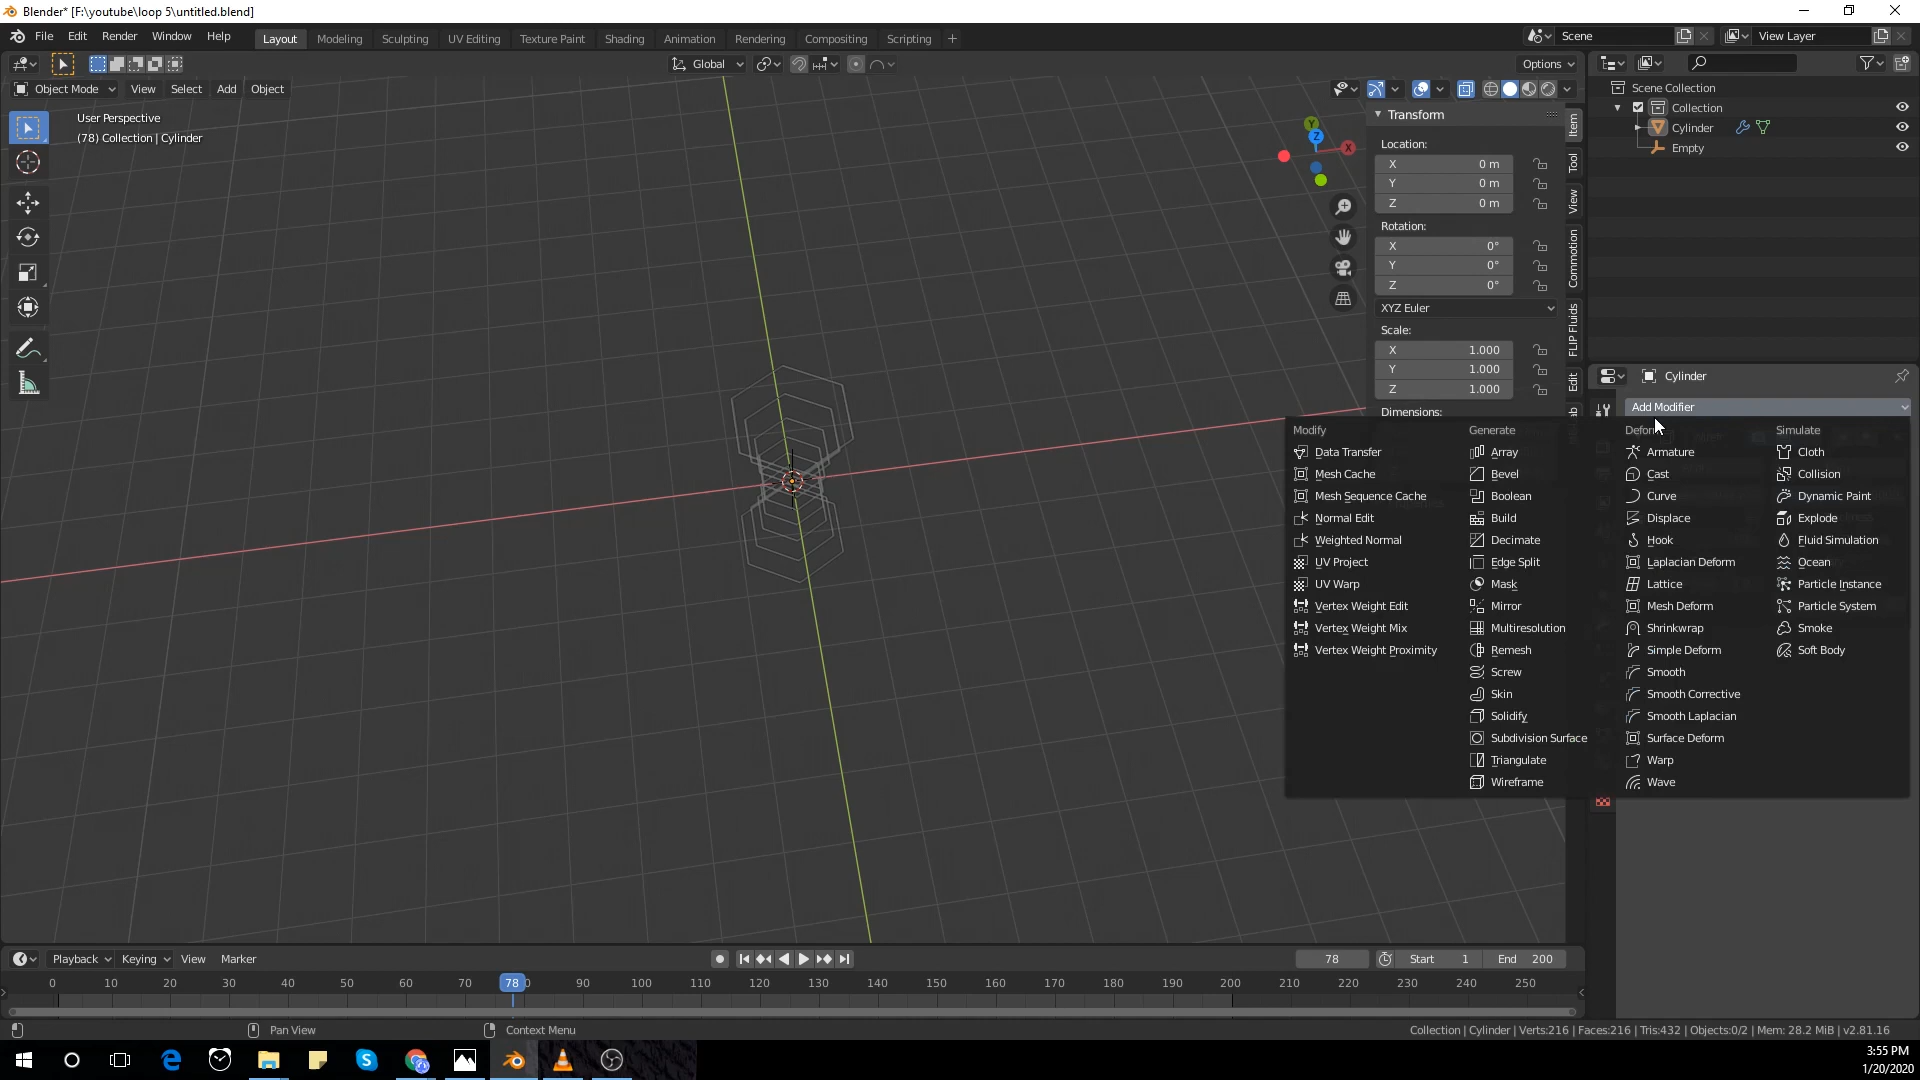 Blender* [F:\youtube\loop 5\untitled.blend]
File Edit Render Window Help Layout Modeling Sculpting UV Editing Texture Paint Shading Animation Rendering Compositing Scripting + Scene View Layer
Global Options
Object Mode View Select Add Object
User Perspective
(78) Collection | Cylinder
Y
Z
X
Transform
Location:
X 0 m
Y 0 m
Z 0 m
Rotation:
X 0°
Y 0°
Z 0°
XYZ Euler
Scale:
X 1.000
Y 1.000
Z 1.000
Dimensions:
Item
Tool
View
Commotion
FLIP Fluids
Edit
Scene Collection
Collection
Cylinder
Empty
Cylinder
Add Modifier
Modify
Data Transfer
Mesh Cache
Mesh Sequence Cache
Normal Edit
Weighted Normal
UV Project
UV Warp
Vertex Weight Edit
Vertex Weight Mix
Vertex Weight Proximity
Generate
Array
Bevel
Boolean
Build
Decimate
Edge Split
Mask
Mirror
Multiresolution
Remesh
Screw
Skin
Solidify
Subdivision Surface
Triangulate
Wireframe
Armature
Cast
Curve
Displace
Hook
Laplacian Deform
Lattice
Mesh Deform
Shrinkwrap
Simple Deform
Smooth
Smooth Corrective
Smooth Laplacian
Surface Deform
Warp
Wave
Simulate
Cloth
Collision
Dynamic Paint
Explode
Fluid Simulation
Ocean
Particle Instance
Particle System
Smoke
Soft Body
Playback Keying View Marker 78 Start 1 End 200
0 10 20 30 40 50 60 70 78 90 100 110 120 130 140 150 160 170 180 190 200 210 220 230 240 250
Pan View Context Menu Collection | Cylinder | Verts:216 | Faces:216 | Tris:432 | Objects:0/2 | Mem: 28.2 MiB | v2.81.16
3:55 PM
1/20/2020